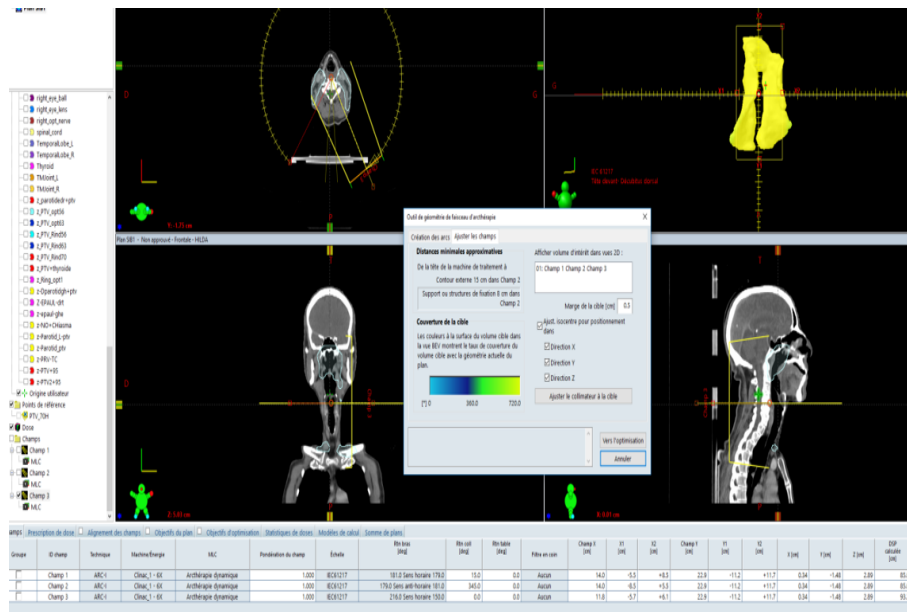 Plan SIB1
right_eye_ball
right_eye_lens
right_opt_nerve
spinal_cord
TemporalLobe_L
TemporalLobe_R
Thyroid
TMJoint_L
TMJoint_R
z_parotidedr+ptv
z_PTV_opt56
z_PTV_opt63
z_PTV_Rind56
z_PTV_Rind63
z_PTV_Rind70
z_PTV+thyroide
z_Ring_opt1
z-Oparotidgh+ptv
Z-EPAUL-drt
z-epaul-ghe
z-NO+CHiasma
z-Parotid_L-ptv
z-Parotid_ptv
z-PRV-TC
z-PTV+95
z-PTV2+95
Origine utilisateur
Points de référence
PTV_70H
Dose
Champs
Champ 1
MLC
Champ 2
MLC
Champ 3
MLC
D
G
G
IEC 61217
Plan SIB1 - Non approuvé - Frontale - HILDA
Outil de géométrie de faisceau d'arcthérapie
Création des arcs Ajuster les champs
Distances minimales approximatives
De la tête de la machine de traitement à
Contour externe 15 cm dans Champ 2
Support ou structures de fixation 8 cm dans
Champ 2
Couverture de la cible
Les couleurs à la surface du volume cible dans
la vue BEV montrent le taux de couverture du
volume cible avec la géométrie actuelle du
plan.
[°] 0 360.0 720.0
Afficher volume d'intérêt dans vues 2D :
01: Champ 1 Champ 2 Champ 3
Marge de la cible [cm] 0.5
Ajust. isocentre pour positionnement
dans
Direction X
Direction Y
Direction Z
Ajuster le collimateur à la cible
Vers l'optimisation
Annuler
Prescription de dose Alignement des champs Objectifs du plan Objectifs d'optimisation Statistiques de doses Modèles de calcul Somme de plans
Groupe ID champ Technique Machine/Énergie MLC Pondération du champ Échelle Rtn bras [deg] Rtn coll [deg] Rtn table [deg] Filtre en coin Champ X [cm] X1 [cm] X2 [cm] Champ Y [cm] Y1 [cm] Y2 [cm] X [cm] Y [cm] Z [cm] DSP calculée [cm]
Champ 1 ARC-I Clinac_1 - 6X Arcthérapie dynamique 1.000 IEC61217 181.0 Sens horaire 179.0 15.0 0.0 Aucun 14.0 +8.3 22.9 -11.2 +11.7 0.34 -1.48 2.89
Champ 2 ARC-I Clinac_1 - 6X Arcthérapie dynamique 1.000 IEC61217 179.0 Sens anti-horaire 181.0 345.0 0.0 Aucun 14.0 -8.5 +5.5 22.9 -11.2 +11.7 0.34 -1.48 2.89
Champ 3 ARC-I Clinac_1 - 6X Arcthérapie dynamique 1.000 IEC61217 216.0 Sens horaire 150.0 0.0 0.0 Aucun 11.8 -5.7 +6.1 22.9 -11.2 +11.7 0.34 -1.48 2.89